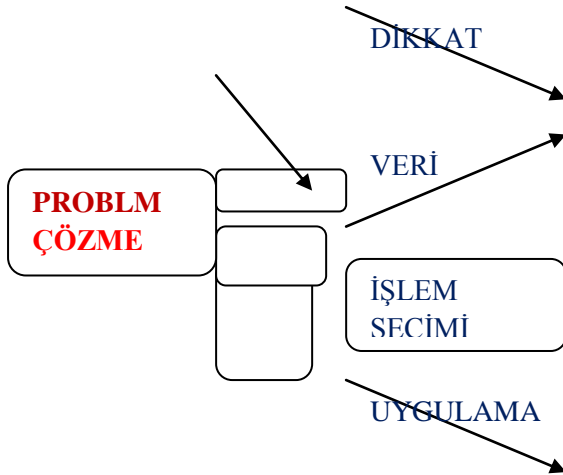 DİKKAT
VERİ
PROBLM
ÇÖZME
İŞLEM
SEÇİMİ
UYGULAMA